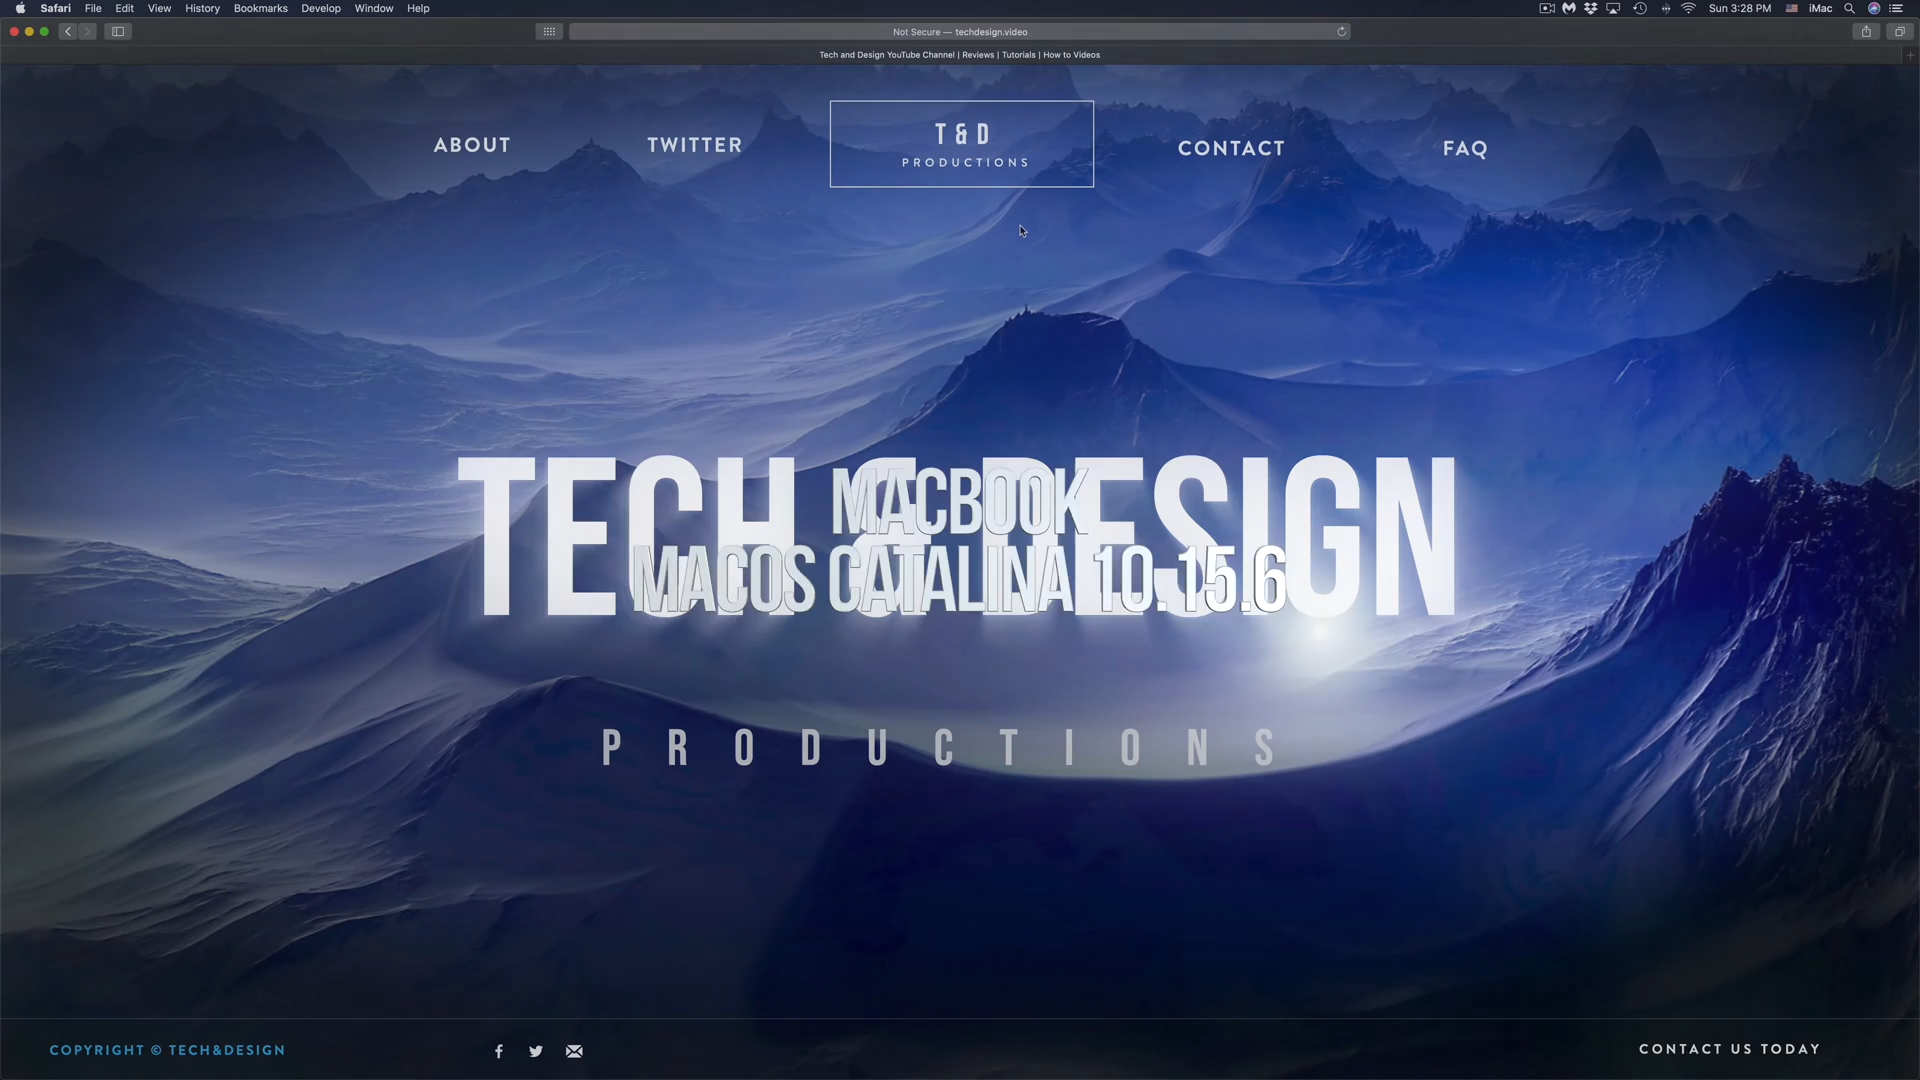 Safari File Edit View History Bookmarks Develop Window Help Sun 3:28 PM iMac
Not Secure — techdesign.video
Tech and Design YouTube Channel | Reviews | Tutorials | How to Videos
ABOUT TWITTER T & D CONTACT FAQ
PRODUCTIONS
TECH & DESIGN
MACBOOK
MACOS CATALINA 10.15.6
PRODUCTIONS
COPYRIGHT © TECH&DESIGN CONTACT US TODAY